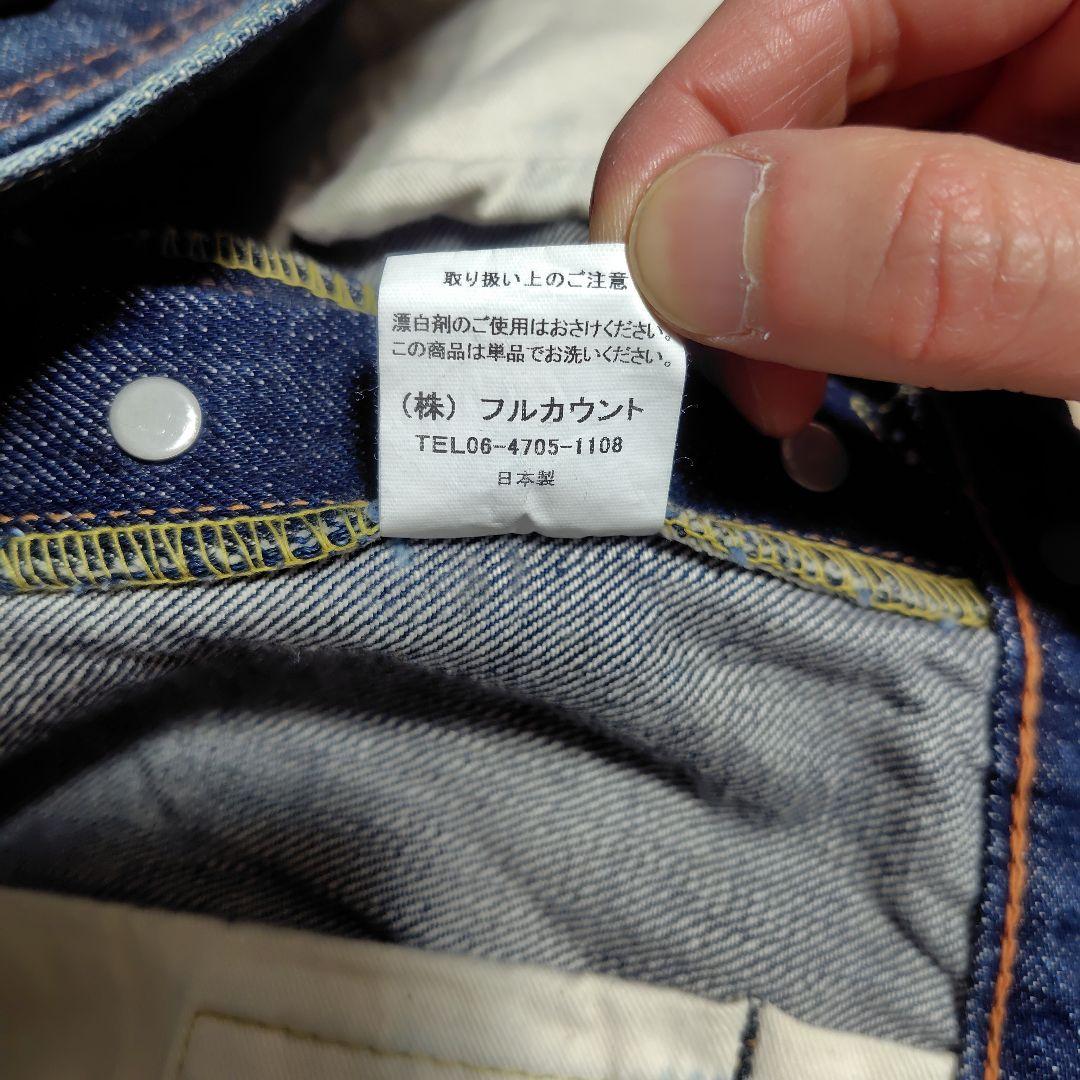 取り扱い上のご注意
漂白剤のご使用はおさけください。
この商品は単品でお洗いください。
（株）フルカウント
TEL06-4705-1108
日本製